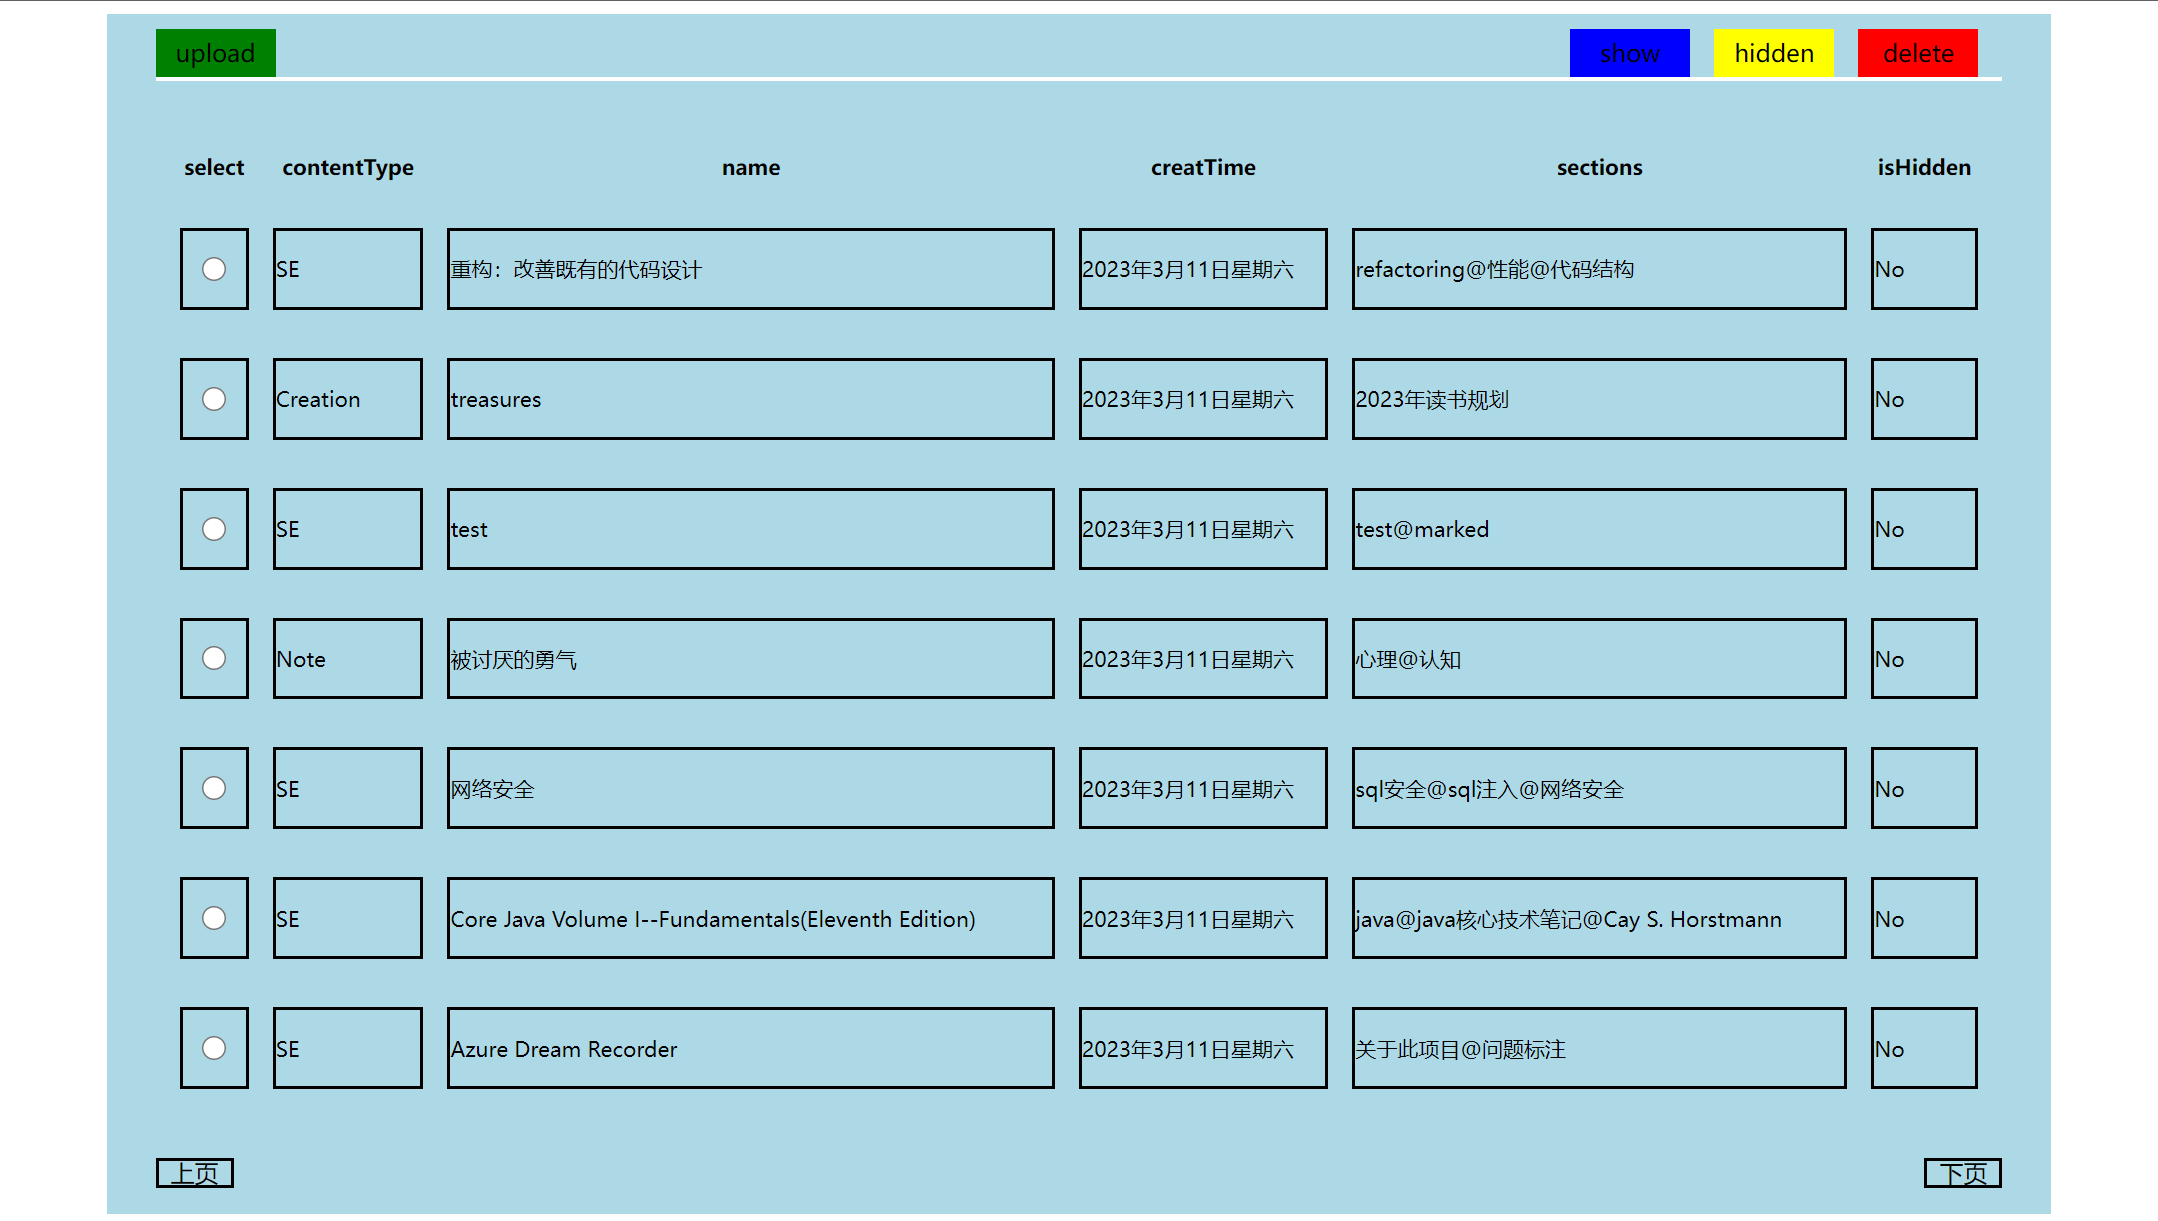 upload show hidden delete
select contentType name creatTime sections isHidden
SE 重构：改善既有的代码设计 2023年3月11日星期六 refactoring@性能@代码结构 No
Creation treasures 2023年3月11日星期六 2023年读书规划 No
SE test 2023年3月11日星期六 test@marked No
Note 被讨厌的勇气 2023年3月11日星期六 心理@认知 No
SE 网络安全 2023年3月11日星期六 sql安全@sql注入@网络安全 No
SE Core Java Volume I--Fundamentals(Eleventh Edition) 2023年3月11日星期六 java@java核心技术笔记@Cay S. Horstmann No
SE Azure Dream Recorder 2023年3月11日星期六 关于此项目@问题标注 No
上页 下页